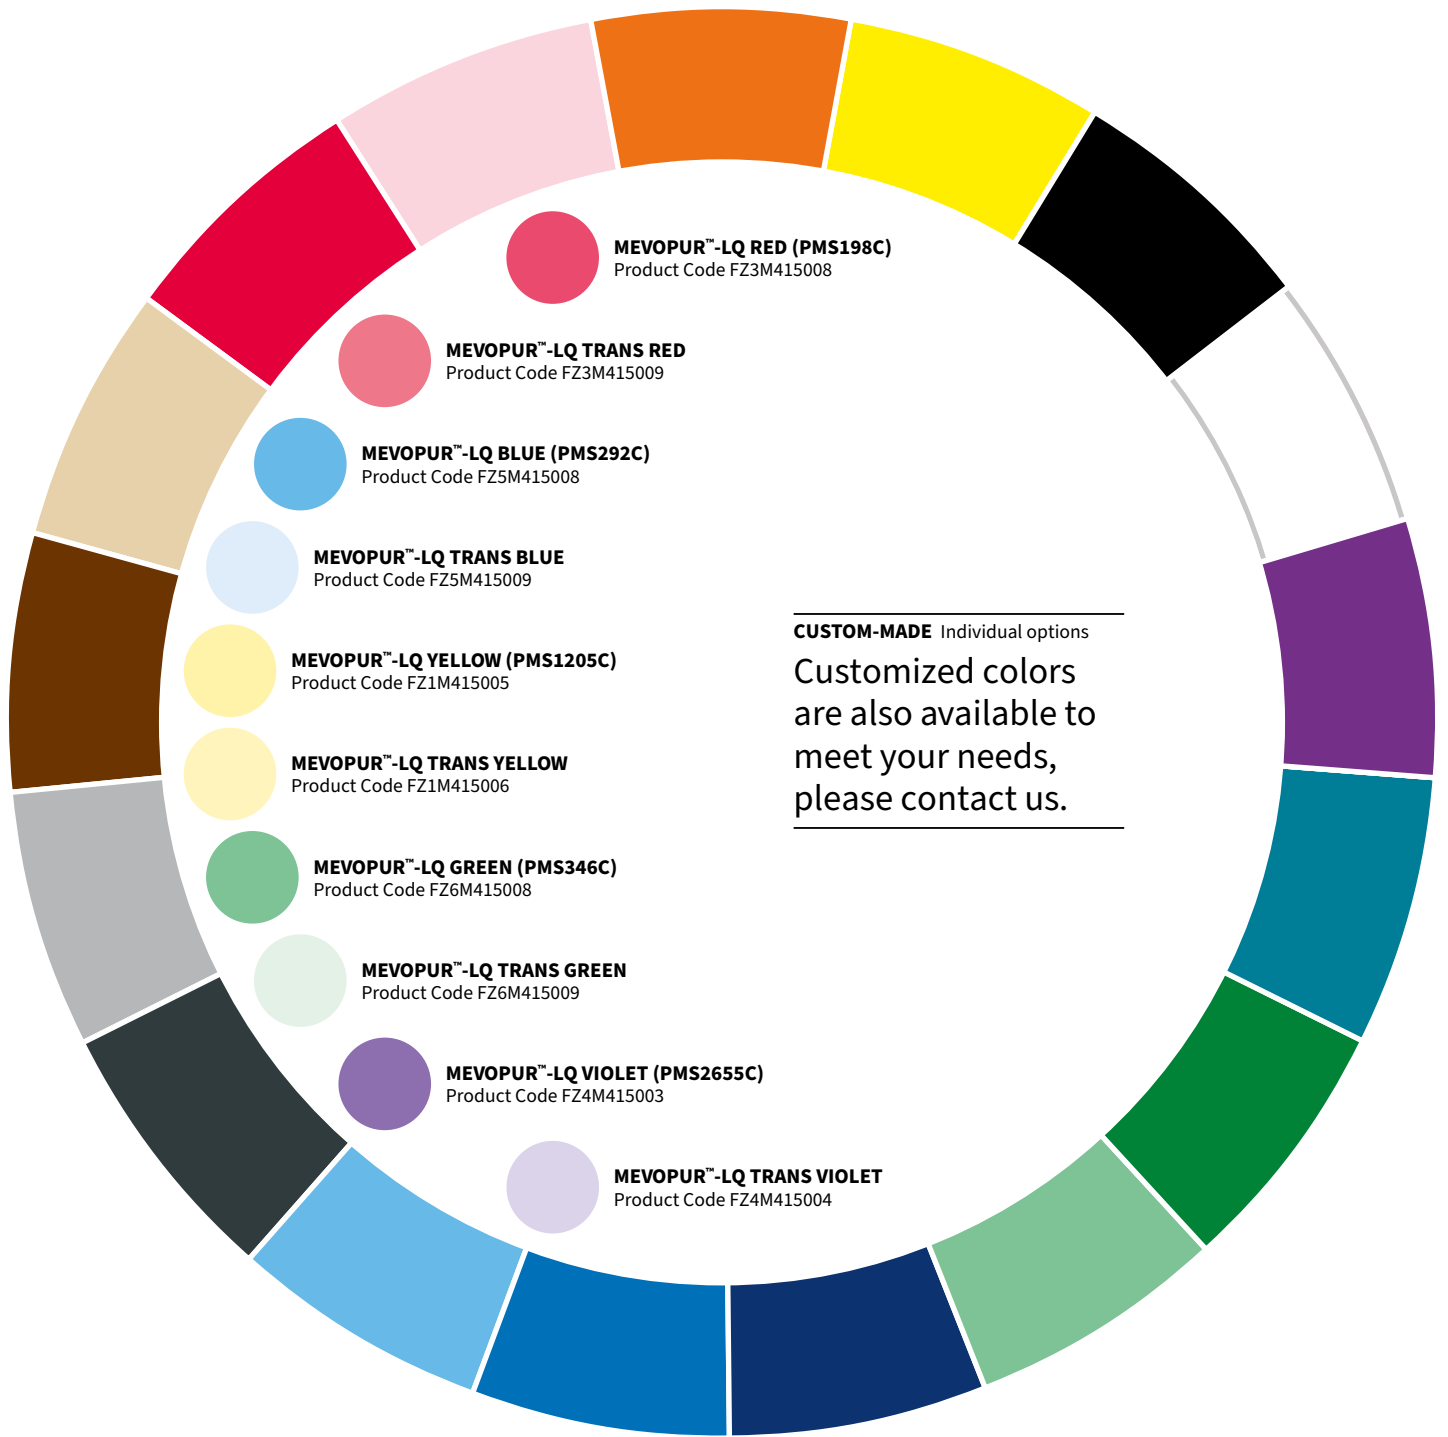 MEVOPUR™-LQ RED (PMS198C)
Product Code FZ3M415008
MEVOPUR™-LQ TRANS RED
Product Code FZ3M415009
MEVOPUR™-LQ BLUE (PMS292C)
Product Code FZ5M415008
MEVOPUR™-LQ TRANS BLUE
Product Code FZ5M415009
MEVOPUR™-LQ YELLOW (PMS1205C)
Product Code FZ1M415005
MEVOPUR™-LQ TRANS YELLOW
Product Code FZ1M415006
MEVOPUR™-LQ GREEN (PMS346C)
Product Code FZ6M415008
MEVOPUR™-LQ TRANS GREEN
Product Code FZ6M415009
MEVOPUR™-LQ VIOLET (PMS2655C)
Product Code FZ4M415003
MEVOPUR™-LQ TRANS VIOLET
Product Code FZ4M415004
CUSTOM-MADE Individual options
Customized colors
are also available to
meet your needs,
please contact us.